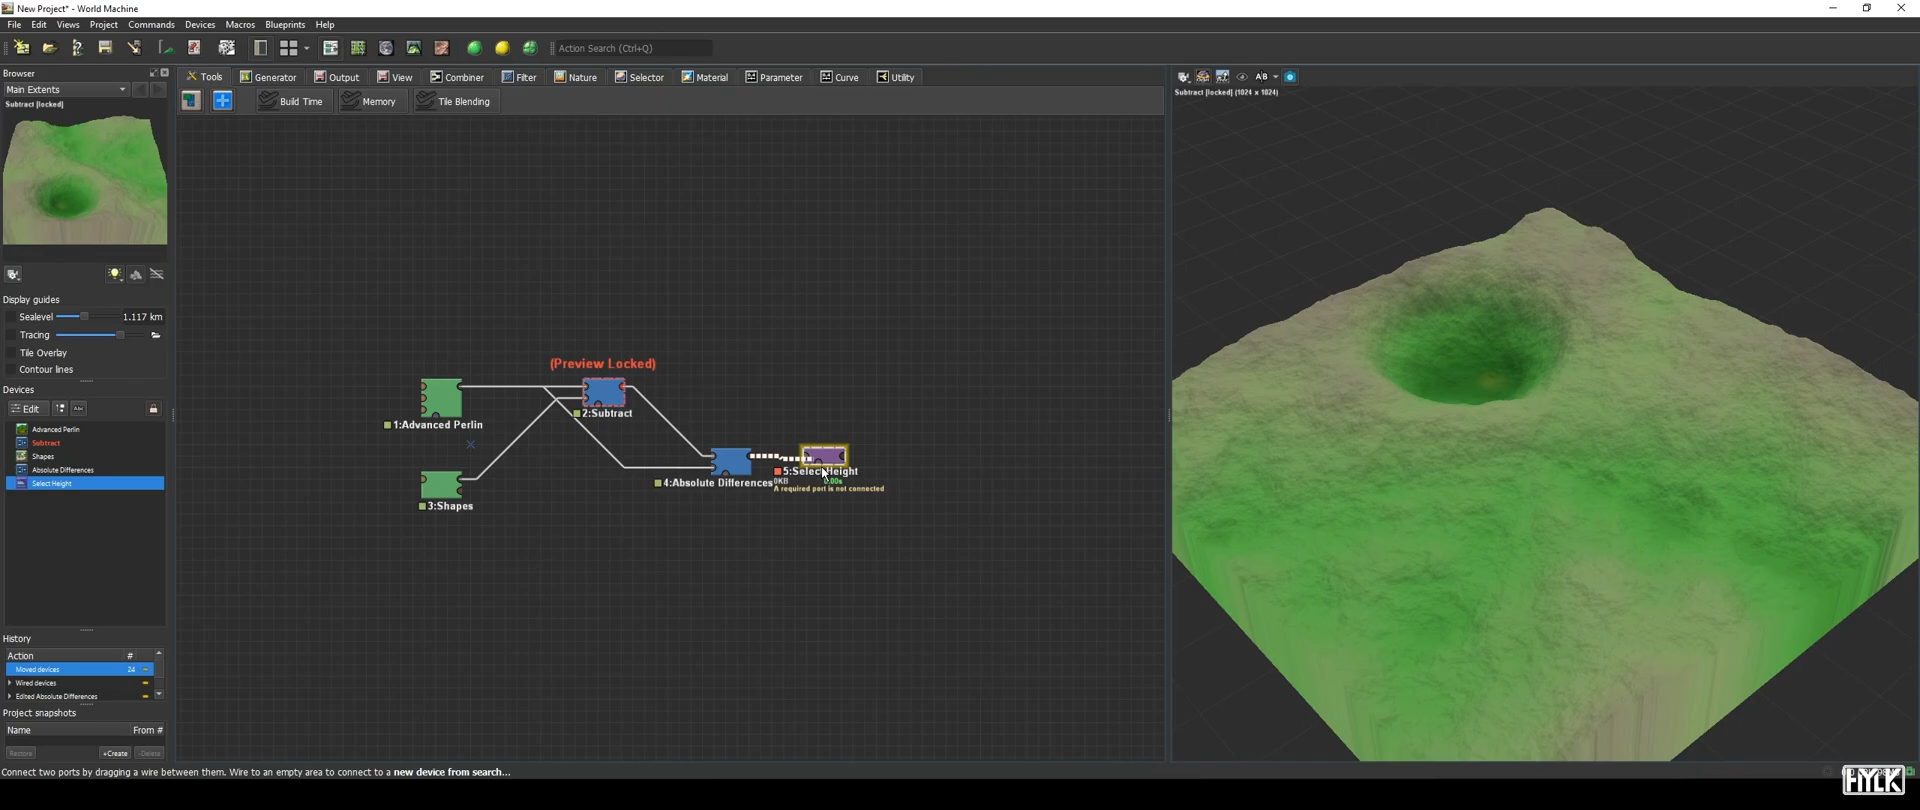 New Project* - World Machine
File Edit Views Project Commands Devices Macros Blueprints Help
Action Search (Ctrl+Q)
Browser
Main Extents
Subtract [locked]
Tools Generator Output View Combiner Filter Nature Selector Material Parameter Curve Utility
Build Time Memory Tile Blending
AB
Subtract [locked] (1024 x 1024)
Display guides
Sealevel 1.117 km
Tracing
Tile Overlay
Contour lines
Devices
Edit Abc
Advanced Perlin
Subtract
Shapes
Absolute Differences
Select Height
(Preview Locked)
1:Advanced Perlin
2:Subtract
3:Shapes
4:Absolute Differences
5:Select Height
0KB
A required port is not connected
History
Action #
Moved devices 24
Wired devices
Edited Absolute Differences
Project snapshots
Name From #
Restore +Create -Delete
Connect two ports by dragging a wire between them. Wire to an empty area to connect to a new device from search...